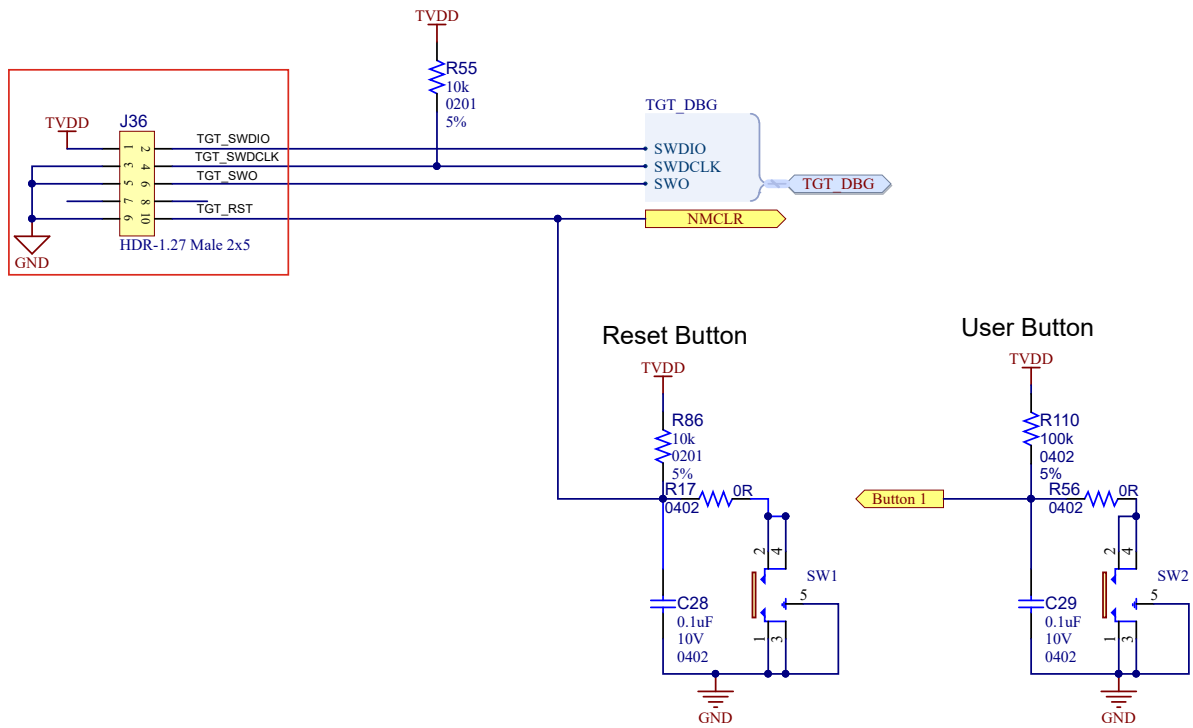 TVDD
R55
10k
0201
5%
TVDD
J36
1
2
3
4
5
6
7
8
9
10
TGT_SWDIO
TGT_SWDCLK
TGT_SWO
TGT_RST
HDR-1.27 Male 2x5
GND
TGT_DBG
SWDIO
SWDCLK
SWO
TGT_DBG
NMCLR
Reset Button
TVDD
R86
10k
0201
5%
R17
0R
0402
2
4
SW1
5
1
3
C28
0.1uF
10V
0402
GND
User Button
TVDD
R110
100k
0402
5%
Button 1
R56
0R
0402
2
4
SW2
5
1
3
C29
0.1uF
10V
0402
GND